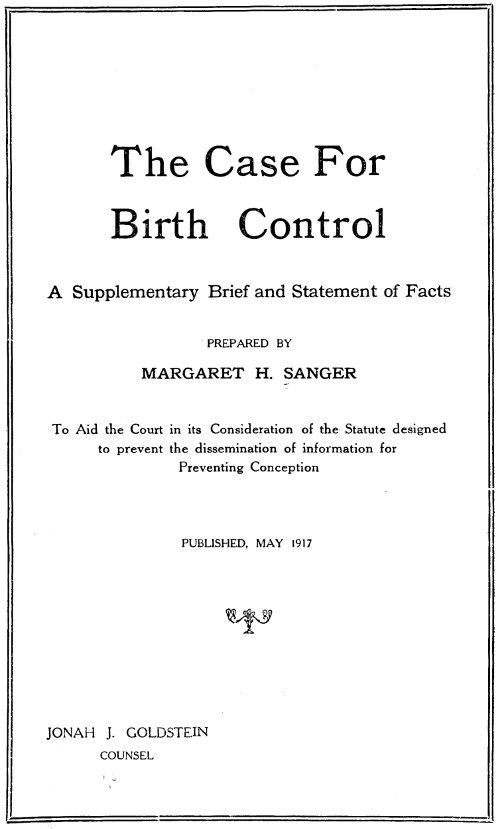 The Case For
Birth Control
A Supplementary Brief and Statement of Facts
PREPARED BY
MARGARET H. SANGER
To Aid the Court in its Consideration of the Statute designed
to prevent the dissemination of information for
Preventing Conception
PUBLISHED, MAY 1917
JONAH J. GOLDSTEIN
COUNSEL